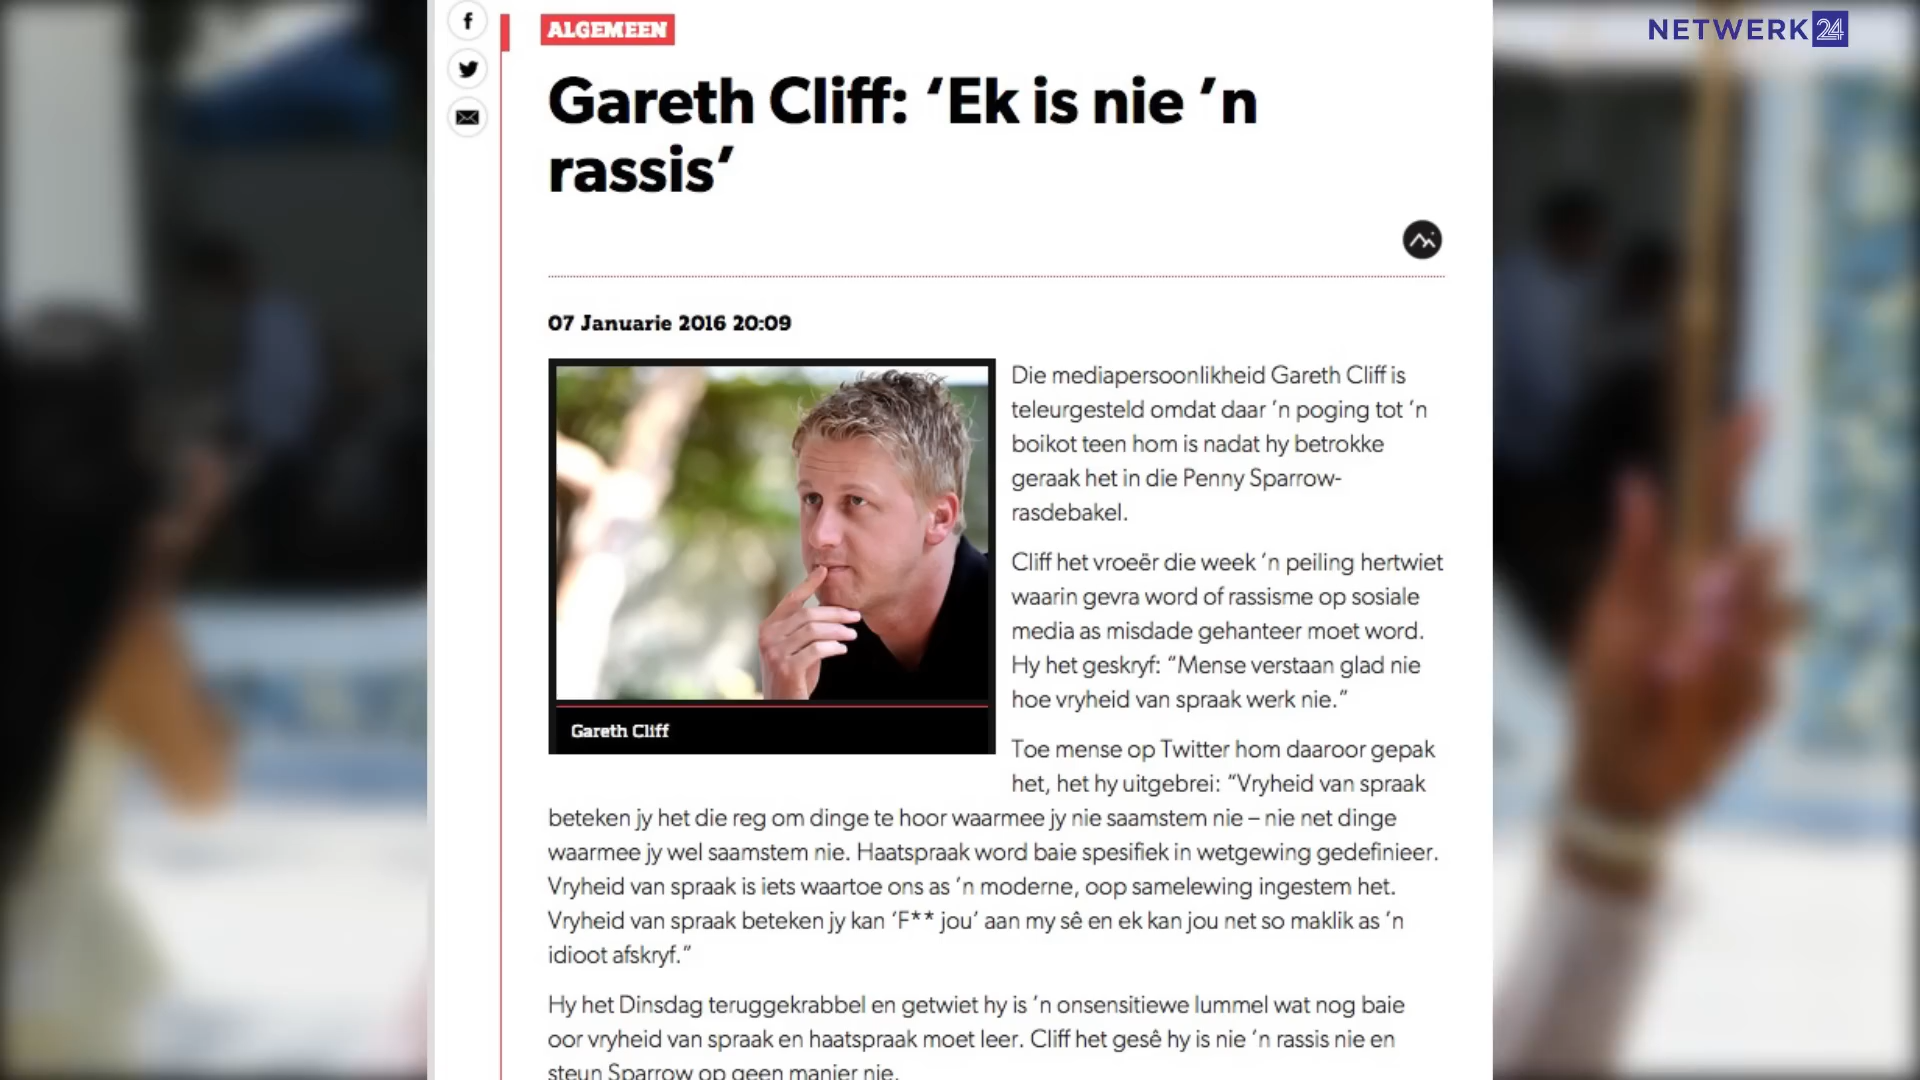 NETWERK24
ALGEMEEN
Gareth Cliff: ‘Ek is nie ’n
rassis’
07 Januarie 2016 20:09
Die mediapersoonlikheid Gareth Cliff is
teleurgesteld omdat daar ’n poging tot ’n
boikot teen hom is nadat hy betrokke
geraak het in die Penny Sparrow-
rasdebakel.
Cliff het vroeër die week ’n peiling hertwiet
waarin gevra word of rassisme op sosiale
media as misdade gehanteer moet word.
Hy het geskryf: “Mense verstaan glad nie
hoe vryheid van spraak werk nie.”
Gareth Cliff
Toe mense op Twitter hom daaroor gepak
het, het hy uitgebrei: “Vryheid van spraak
beteken jy het die reg om dinge te hoor waarmee jy nie saamstem nie – nie net dinge
waarmee jy wel saamstem nie. Haatspraak word baie spesifiek in wetgewing gedefinieer.
Vryheid van spraak is iets waartoe ons as ’n moderne, oop samelewing ingestem het.
Vryheid van spraak beteken jy kan ‘F** jou’ aan my sê en ek kan jou net so maklik as ’n
idioot afskryf.”
Hy het Dinsdag teruggekrabbel en getwiet hy is ’n onsensitiewe lummel wat nog baie
oor vryheid van spraak en haatspraak moet leer. Cliff het gesê hy is nie ’n rassis nie en
steun Sparrow op geen manier nie.